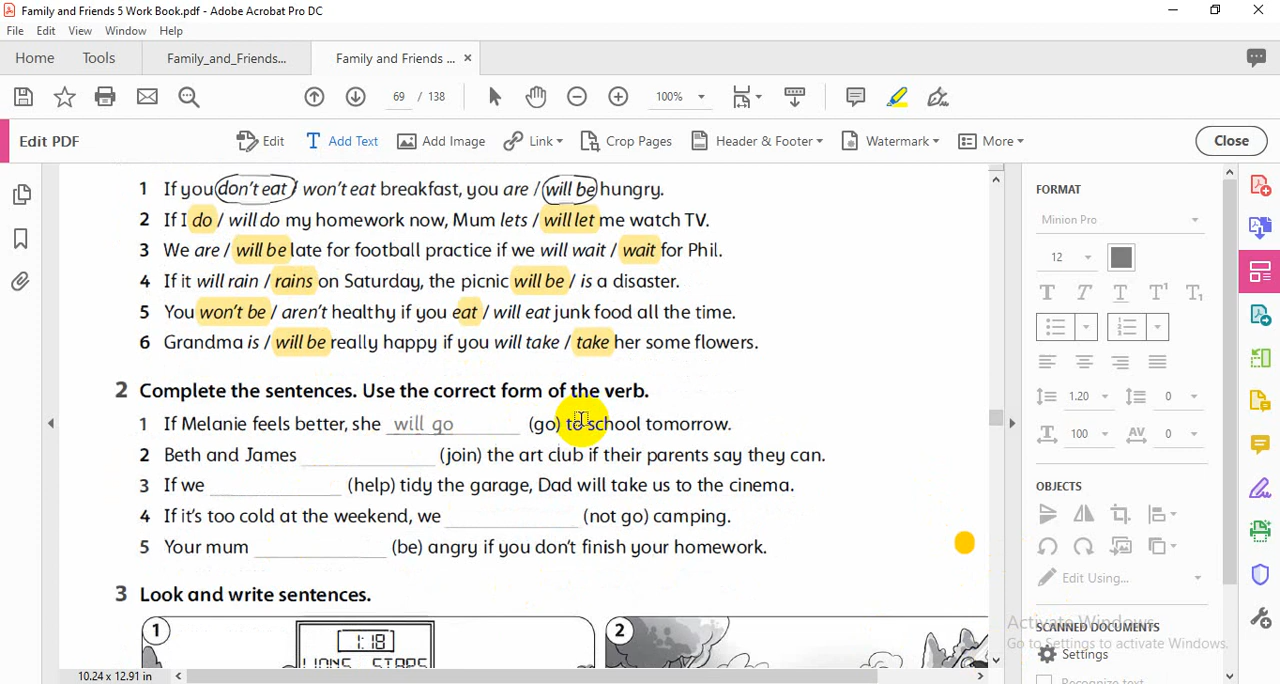 Family and Friends 5 Work Book.pdf - Adobe Acrobat Pro DC
File Edit View Window Help
Home Tools Family_and_Friends... Family and Friends ... ×
69 / 138 100%
Edit PDF Edit Add Text Add Image Link Crop Pages Header & Footer Watermark More Close
1 If you don't eat / won't eat breakfast, you are / will be hungry.
2 If I do / will do my homework now, Mum lets / will let me watch TV.
3 We are / will be late for football practice if we will wait / wait for Phil.
4 If it will rain / rains on Saturday, the picnic will be / is a disaster.
5 You won't be / aren't healthy if you eat / will eat junk food all the time.
6 Grandma is / will be really happy if you will take / take her some flowers.
2 Complete the sentences. Use the correct form of the verb.
1 If Melanie feels better, she will go (go) to school tomorrow.
2 Beth and James ____________ (join) the art club if their parents say they can.
3 If we ____________ (help) tidy the garage, Dad will take us to the cinema.
4 If it's too cold at the weekend, we ____________ (not go) camping.
5 Your mum ____________ (be) angry if you don't finish your homework.
3 Look and write sentences.
1 2
1:18
LIONS STARS
10.24 x 12.91 in
FORMAT
Minion Pro
12
1.20 0
100 AV 0
OBJECTS
Edit Using...
SCANNED DOCUMENTS
Settings
Recognize text
Activate Windows
Go to Settings to activate Windows.